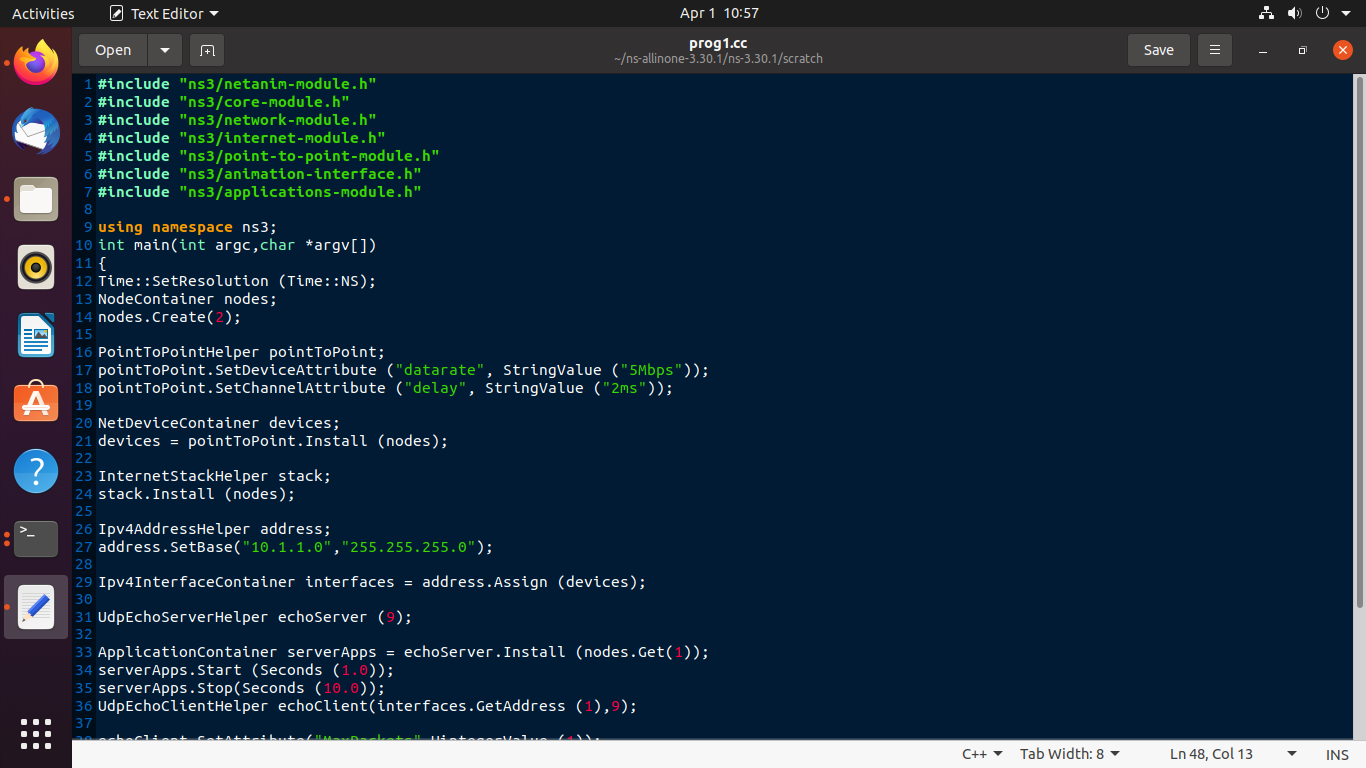 Activities Text Editor Apr 1 10:57
Open prog1.cc Save
~/ns-allinone-3.30.1/ns-3.30.1/scratch
1 #include "ns3/netanim-module.h"
2 #include "ns3/core-module.h"
3 #include "ns3/network-module.h"
4 #include "ns3/internet-module.h"
5 #include "ns3/point-to-point-module.h"
6 #include "ns3/animation-interface.h"
7 #include "ns3/applications-module.h"
8
9 using namespace ns3;
10 int main(int argc,char *argv[])
11 {
12 Time::SetResolution (Time::NS);
13 NodeContainer nodes;
14 nodes.Create(2);
15
16 PointToPointHelper pointToPoint;
17 pointToPoint.SetDeviceAttribute ("datarate", StringValue ("5Mbps"));
18 pointToPoint.SetChannelAttribute ("delay", StringValue ("2ms"));
19
20 NetDeviceContainer devices;
21 devices = pointToPoint.Install (nodes);
22
23 InternetStackHelper stack;
24 stack.Install (nodes);
25
26 Ipv4AddressHelper address;
27 address.SetBase("10.1.1.0","255.255.255.0");
28
29 Ipv4InterfaceContainer interfaces = address.Assign (devices);
30
31 UdpEchoServerHelper echoServer (9);
32
33 ApplicationContainer serverApps = echoServer.Install (nodes.Get(1));
34 serverApps.Start (Seconds (1.0));
35 serverApps.Stop(Seconds (10.0));
36 UdpEchoClientHelper echoClient(interfaces.GetAddress (1),9);
37
C++ Tab Width: 8 Ln 48, Col 13 INS